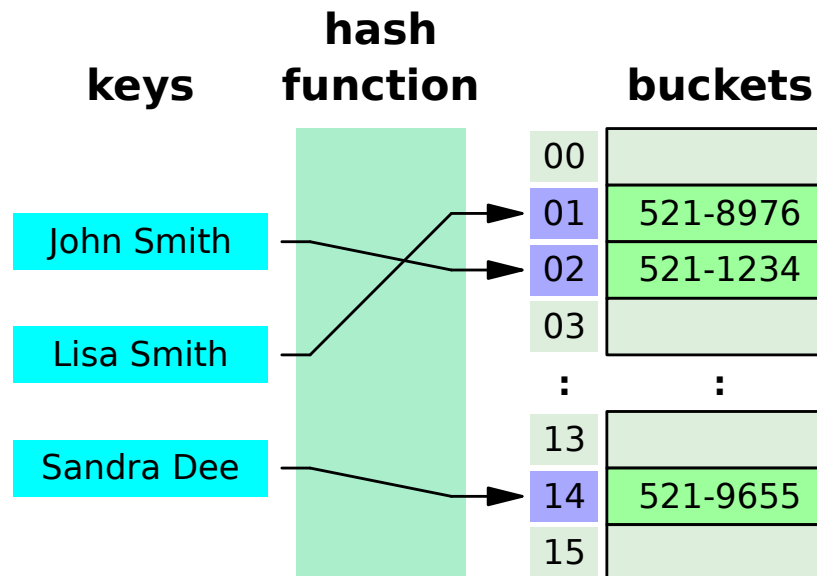 keys
hash
function
buckets
John Smith
Lisa Smith
Sandra Dee
00
01 521-8976
02 521-1234
03
: :
13
14 521-9655
15